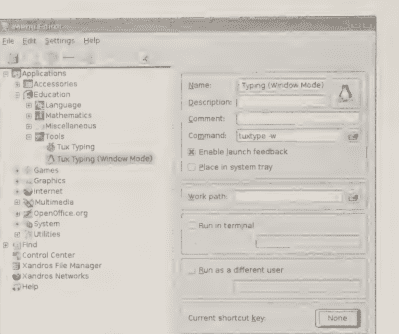 Menu Editor
File Edit Settings Help
Applications
Accessories
Education
Language
Mathematics
Miscellaneous
Tools
Tux Typing
Tux Typing (Window Mode)
Games
Graphics
Internet
Multimedia
OpenOffice.org
System
Utilities
Find
Control Center
Xandros File Manager
Xandros Networks
Help
Name: Typing (Window Mode)
Description:
Comment:
Command: tuxtype -w
Enable launch feedback
Place in system tray
Work path:
Run in terminal
Run as a different user
Current shortcut key: None